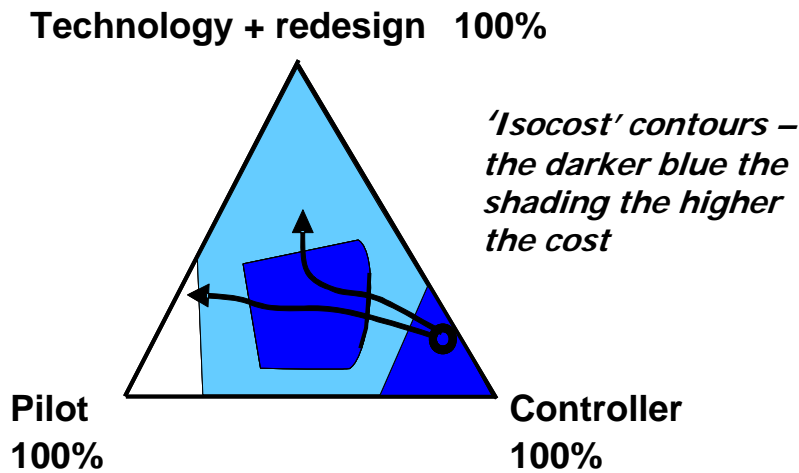 Technology + redesign 100%
‘Isocost’ contours –
the darker blue the
shading the higher
the cost
Pilot
100%
Controller
100%